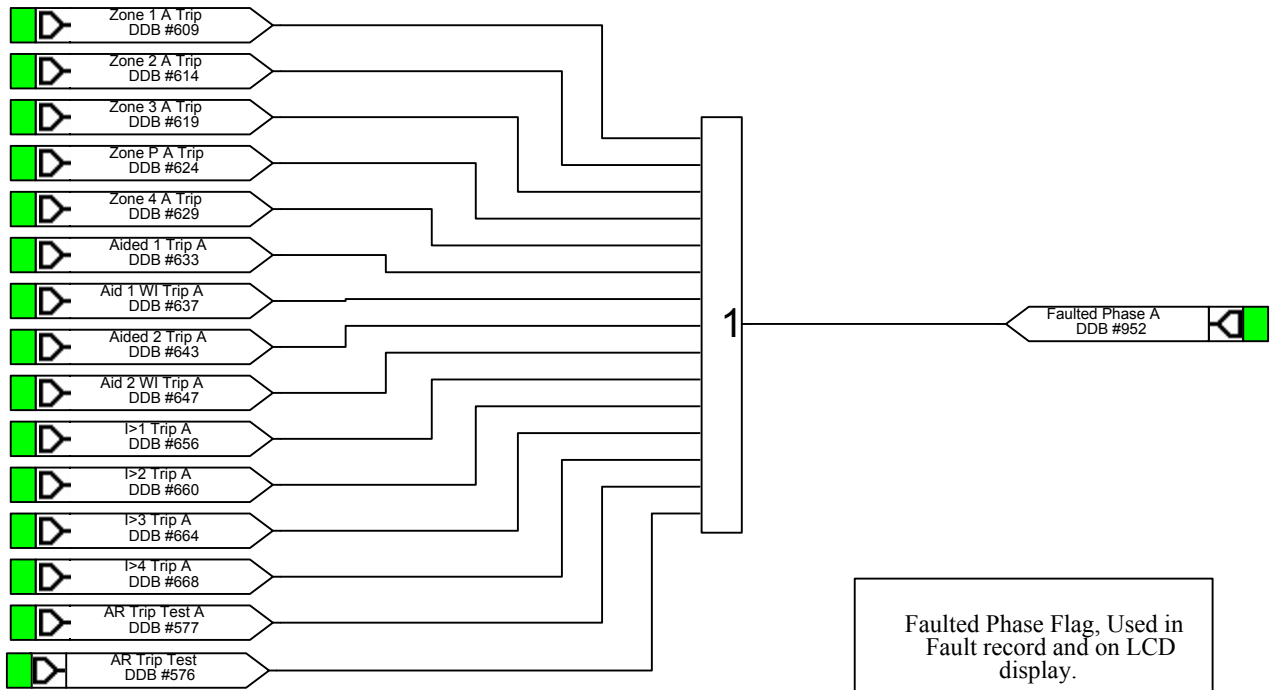 Zone 1 A Trip
DDB #609
Zone 2 A Trip
DDB #614
Zone 3 A Trip
DDB #619
Zone P A Trip
DDB #624
Zone 4 A Trip
DDB #629
Aided 1 Trip A
DDB #633
Aid 1 WI Trip A
DDB #637
Aided 2 Trip A
DDB #643
Aid 2 WI Trip A
DDB #647
I>1 Trip A
DDB #656
I>2 Trip A
DDB #660
I>3 Trip A
DDB #664
I>4 Trip A
DDB #668
AR Trip Test A
DDB #577
AR Trip Test
DDB #576
1
Faulted Phase A
DDB #952
Faulted Phase Flag, Used in
Fault record and on LCD
display.